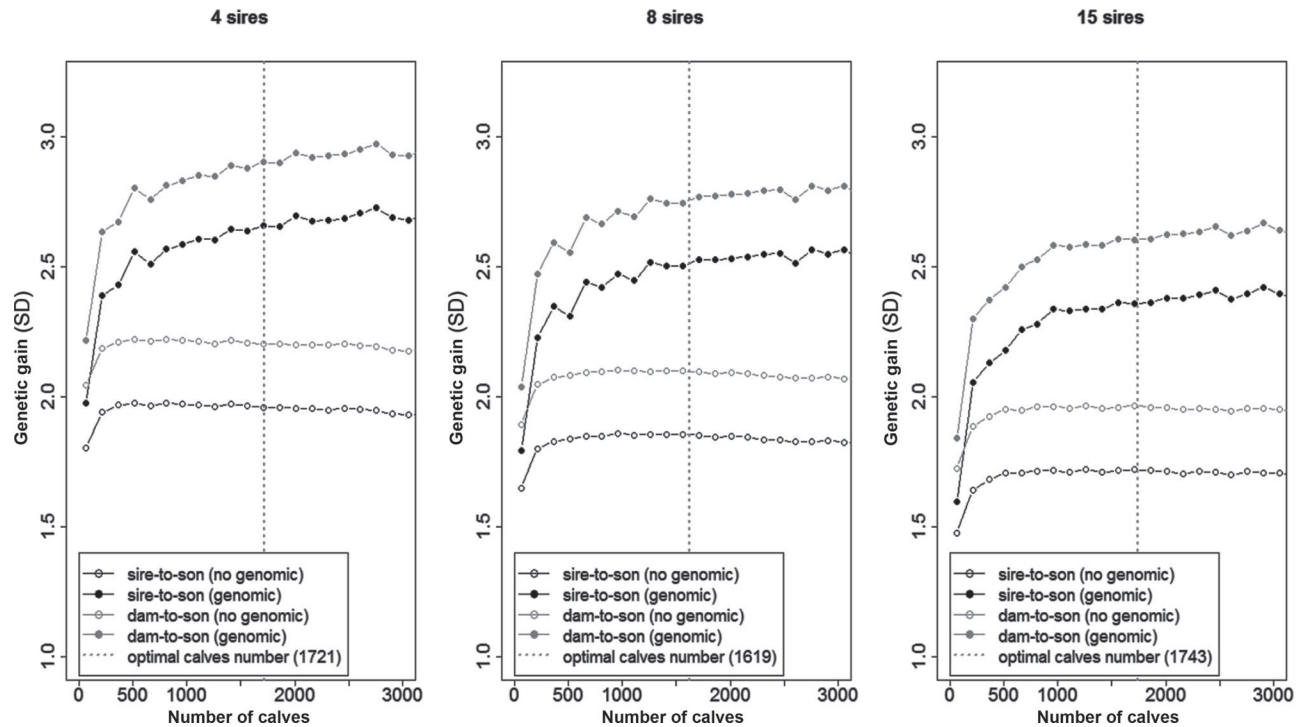 4 sires
8 sires
15 sires
Genetic gain (SD)
3.0
2.5
2.0
1.5
1.0
sire-to-son (no genomic)
sire-to-son (genomic)
dam-to-son (no genomic)
dam-to-son (genomic)
optimal calves number (1721)
0 500 1000 2000 3000
Number of calves
Genetic gain (SD)
3.0
2.5
2.0
1.5
1.0
sire-to-son (no genomic)
sire-to-son (genomic)
dam-to-son (no genomic)
dam-to-son (genomic)
optimal calves number (1619)
0 500 1000 2000 3000
Number of calves
Genetic gain (SD)
3.0
2.5
2.0
1.5
1.0
sire-to-son (no genomic)
sire-to-son (genomic)
dam-to-son (no genomic)
dam-to-son (genomic)
optimal calves number (1743)
0 500 1000 2000 3000
Number of calves